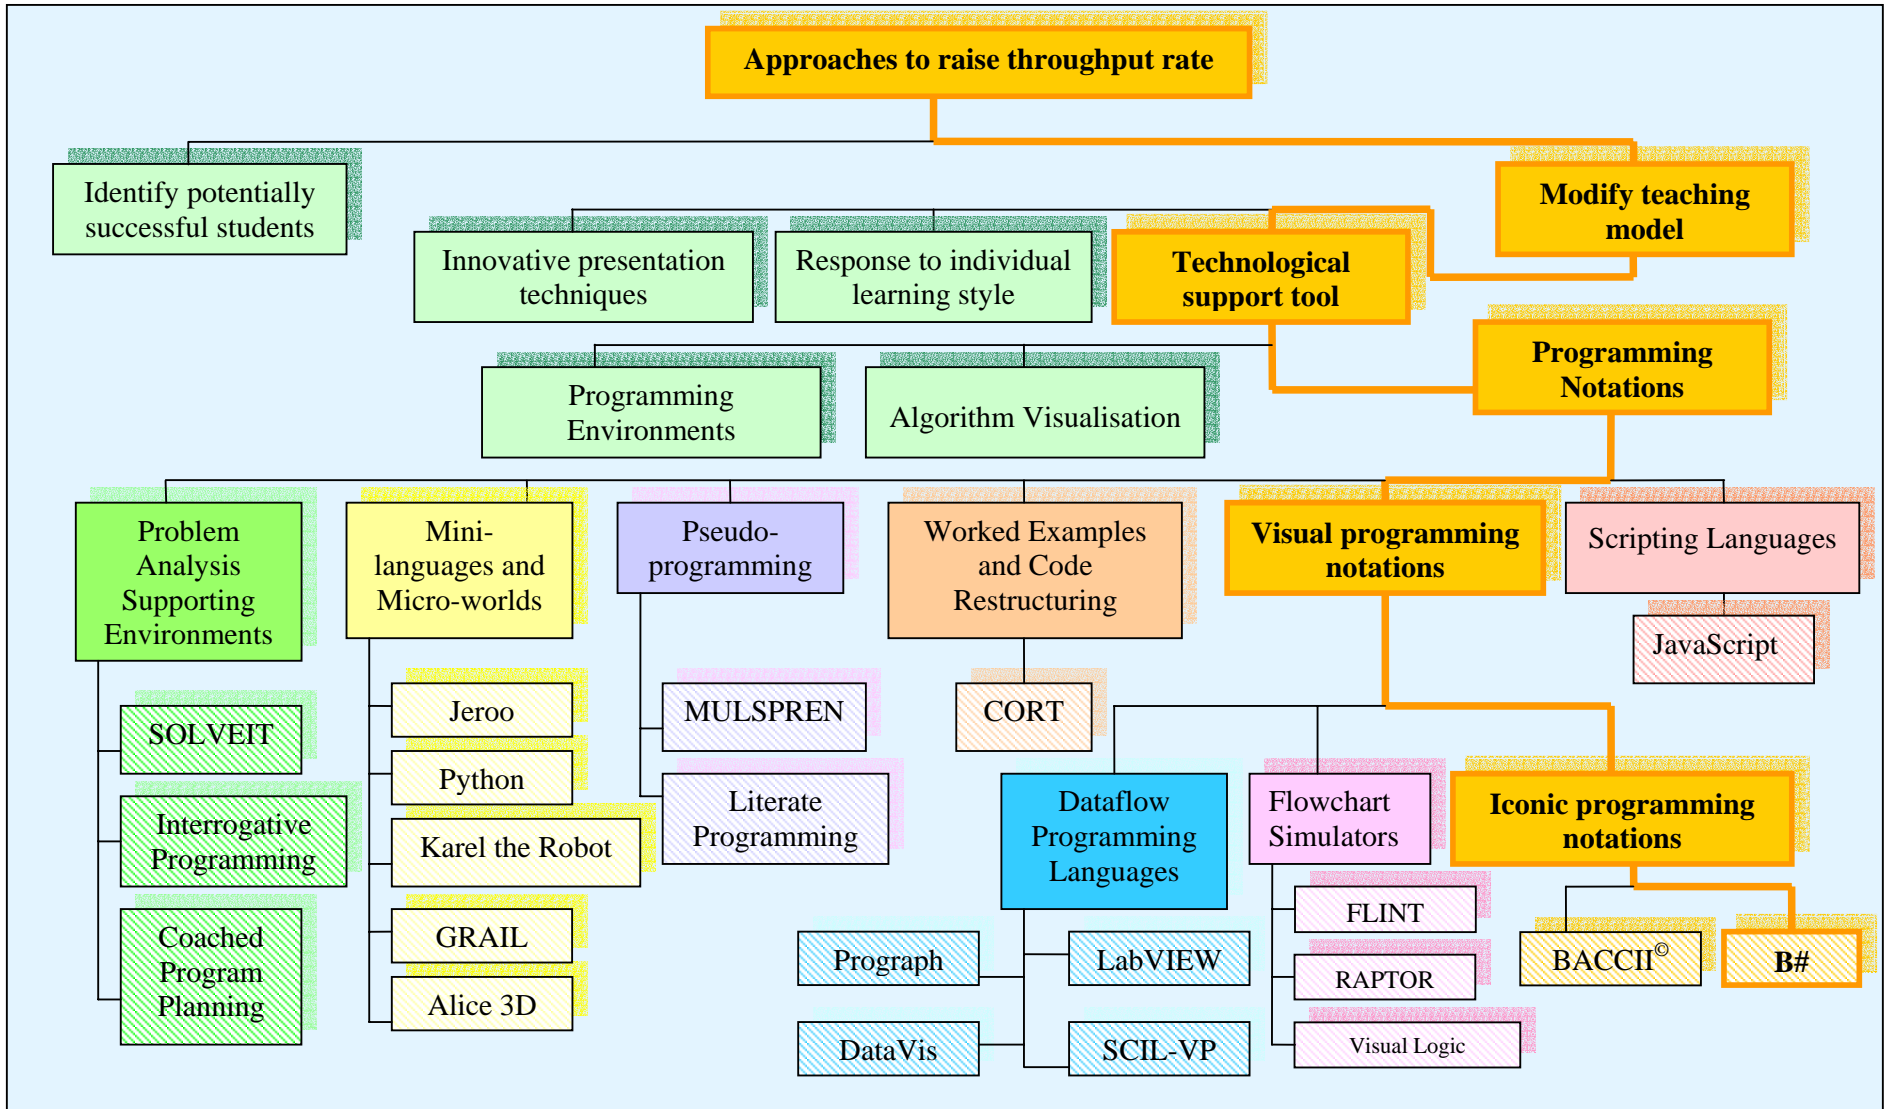 Approaches to raise throughput rate
Identify potentially
successful students
Modify teaching
model
Innovative presentation
techniques
Response to individual
learning style
Technological
support tool
Programming
Environments
Algorithm Visualisation
Programming
Notations
Problem
Analysis
Supporting
Environments
Mini-
languages and
Micro-worlds
Pseudo-
programming
Worked Examples
and Code
Restructuring
Visual programming
notations
Scripting Languages
JavaScript
SOLVEIT
Interrogative
Programming
Coached
Program
Planning
Jeroo
Python
Karel the Robot
GRAIL
Alice 3D
MULSPREN
Literate
Programming
CORT
Dataflow
Programming
Languages
Flowchart
Simulators
Iconic programming
notations
Prograph
LabVIEW
DataVis
SCIL-VP
FLINT
RAPTOR
Visual Logic
BACCII©
B#